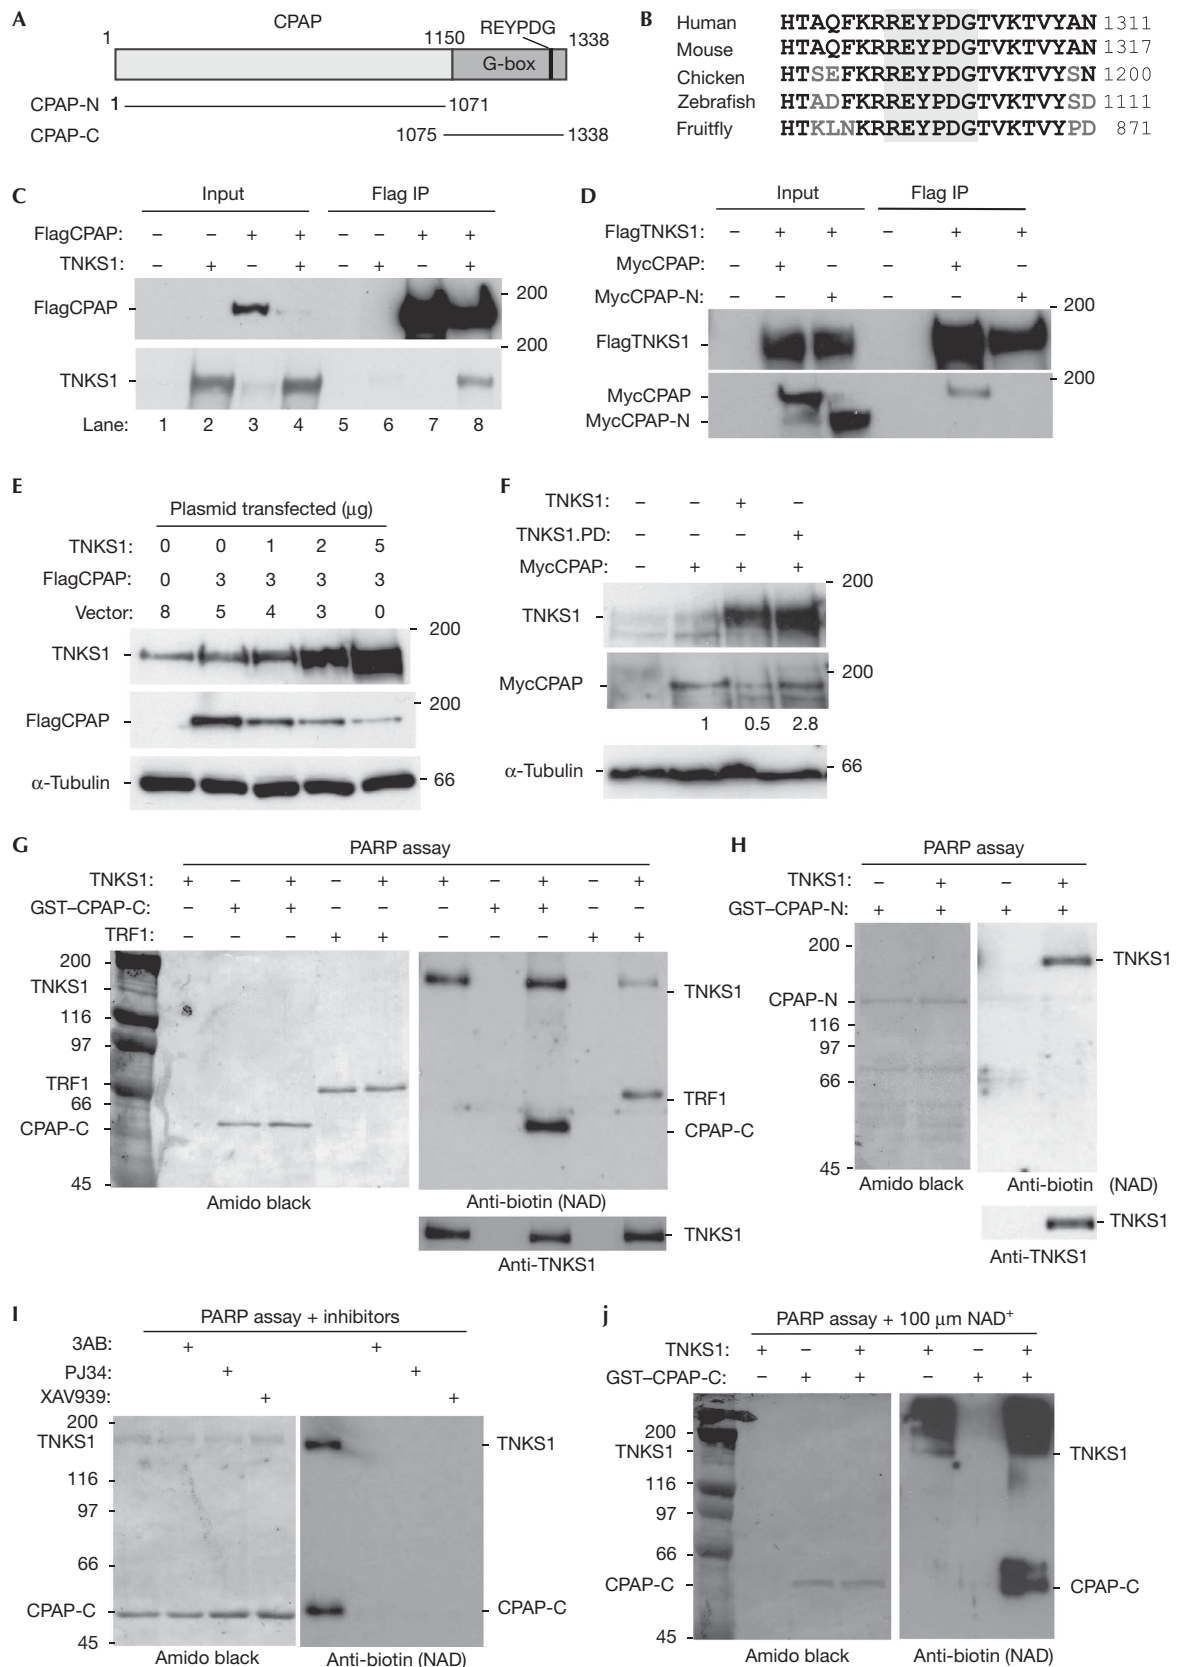 A
CPAP
REYPDG
1
1150
1338
G-box
CPAP-N 1 1071
CPAP-C 1075 1338
B
Human HTAQFKRREYPDGTVKTVYAN 1311
Mouse HTAQFKRREYPDGTVKTVYAN 1317
Chicken HTSEFKRREYPDGTVKTVYSN 1200
Zebrafish HTADFKRREYPDGTVKTVYSD 1111
Fruitfly HTKLNKRREYPDGTVKTVYPD 871
C
Input Flag IP
FlagCPAP: – – + + – – + +
TNKS1: – + – + – + – +
200
FlagCPAP
200
TNKS1
Lane: 1 2 3 4 5 6 7 8
D
Input Flag IP
FlagTNKS1: – + + – + +
MycCPAP: – + – – + –
MycCPAP-N: – – + – – +
200
FlagTNKS1
200
MycCPAP
MycCPAP-N
E
Plasmid transfected (μg)
TNKS1: 0 0 1 2 5
FlagCPAP: 0 3 3 3 3
Vector: 8 5 4 3 0
200
TNKS1
200
FlagCPAP
α-Tubulin
66
F
TNKS1: – – + –
TNKS1.PD: – – – +
MycCPAP: – + + +
200
TNKS1
200
MycCPAP
1 0.5 2.8
66
α-Tubulin
G
PARP assay
TNKS1: + – + – + + – + – +
GST–CPAP-C: – + + – – – + + – –
TRF1: – – – + + – – – + +
200
TNKS1
116
97
TRF1
66
CPAP-C
45
TNKS1
TRF1
CPAP-C
Amido black
Anti-biotin (NAD)
TNKS1
Anti-TNKS1
H
PARP assay
TNKS1: – + – +
GST–CPAP-N: + + + +
200
TNKS1
CPAP-N
116
97
66
45
Amido black
Anti-biotin (NAD)
TNKS1
Anti-TNKS1
I
PARP assay + inhibitors
3AB: + +
PJ34: + +
XAV939: + +
200
TNKS1
116
97
66
CPAP-C
45
TNKS1
CPAP-C
Amido black
Anti-biotin (NAD)
j
PARP assay + 100 μm NAD+
TNKS1: + – + + – +
GST–CPAP-C: – + + – + +
200
TNKS1
116
97
66
CPAP-C
45
TNKS1
CPAP-C
Amido black
Anti-biotin (NAD)